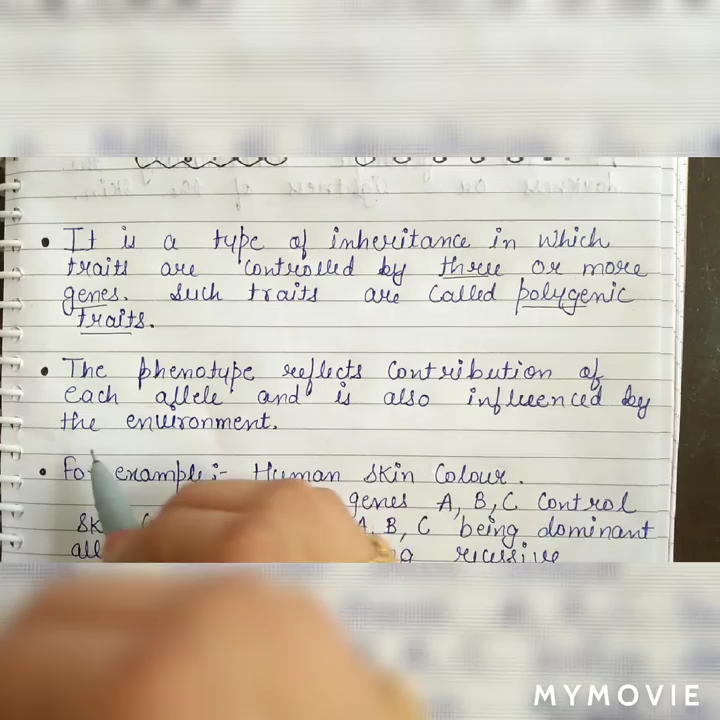 • It is a type of inheritance in which
traits are controlled by three or more
genes. Such traits are called polygenic
traits.
• The phenotype reflects contribution of
each allele and is also influenced by
the environment.
• For example:- Human Skin Colour.
genes A, B, C control
A, B, C being dominant
recessive
MYMOVIE